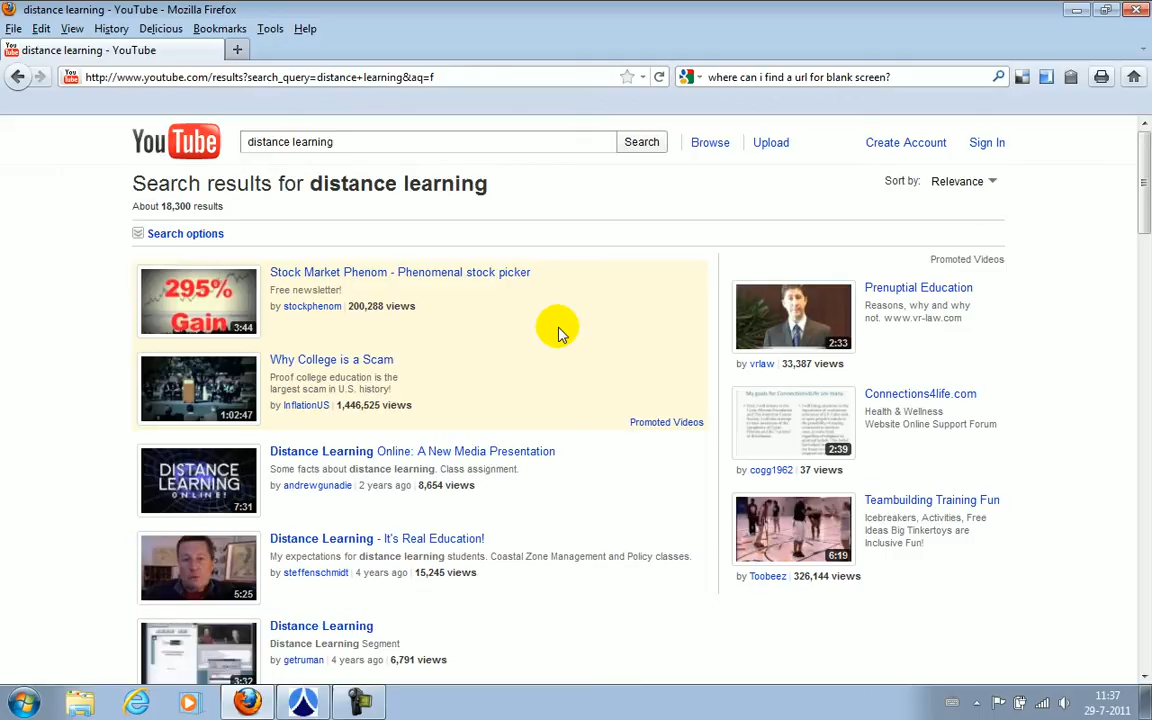 distance learning - YouTube - Mozilla Firefox
File Edit View History Delicious Bookmarks Tools Help
distance learning - YouTube
http://www.youtube.com/results?search_query=distance+learning&aq=f
where can i find a url for blank screen?
YouTube
distance learning
Search
Browse
Upload
Create Account
Sign In
Search results for distance learning
Sort by: Relevance
About 18,300 results
Search options
Promoted Videos
295%
Gain
3:44
Stock Market Phenom - Phenomenal stock picker
Free newsletter!
by stockphenom | 200,288 views
1:02:47
Why College is a Scam
Proof college education is the
largest scam in U.S. history!
by InflationUS | 1,446,525 views
Promoted Videos
DISTANCE
LEARNING
ONLINE!
7:31
Distance Learning Online: A New Media Presentation
Some facts about distance learning. Class assignment.
by andrewgunadie | 2 years ago | 8,654 views
5:25
Distance Learning - It's Real Education!
My expectations for distance learning students. Coastal Zone Management and Policy classes.
by steffenschmidt | 4 years ago | 15,245 views
3:32
Distance Learning
Distance Learning Segment
by getruman | 4 years ago | 6,791 views
2:33
Prenuptial Education
Reasons, why and why
not. www.vr-law.com
by vrlaw | 33,387 views
2:39
Connections4life.com
Health & Wellness
Website Online Support Forum
by cogg1962 | 37 views
6:19
Teambuilding Training Fun
Icebreakers, Activities, Free
Ideas Big Tinkertoys are
Inclusive Fun!
by Toobeez | 326,144 views
11:37
29-7-2011